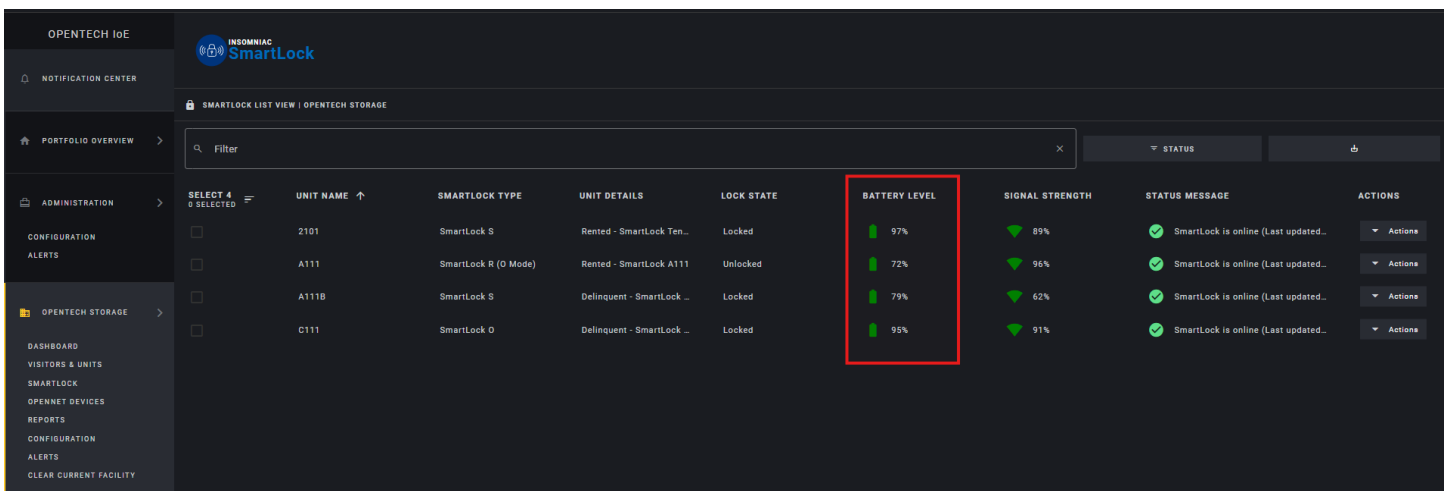 OPENTECH IoE
NOTIFICATION CENTER
PORTFOLIO OVERVIEW
ADMINISTRATION
CONFIGURATION
ALERTS
OPENTECH STORAGE
DASHBOARD
VISITORS & UNITS
SMARTLOCK
OPENNET DEVICES
REPORTS
CONFIGURATION
ALERTS
CLEAR CURRENT FACILITY
INSOMNIAC
SmartLock
SMARTLOCK LIST VIEW | OPENTECH STORAGE
Filter
STATUS
SELECT 4 UNIT NAME SMARTLOCK TYPE UNIT DETAILS LOCK STATE BATTERY LEVEL SIGNAL STRENGTH STATUS MESSAGE ACTIONS
0 SELECTED
2101 SmartLock S Rented - SmartLock Ten... Locked 97% 89% SmartLock is online (Last updated... Actions
A111 SmartLock R (O Mode) Rented - SmartLock A111 Unlocked 72% 96% SmartLock is online (Last updated... Actions
A111B SmartLock S Delinquent - SmartLock ... Locked 79% 62% SmartLock is online (Last updated... Actions
C111 SmartLock O Delinquent - SmartLock ... Locked 95% 91% SmartLock is online (Last updated... Actions